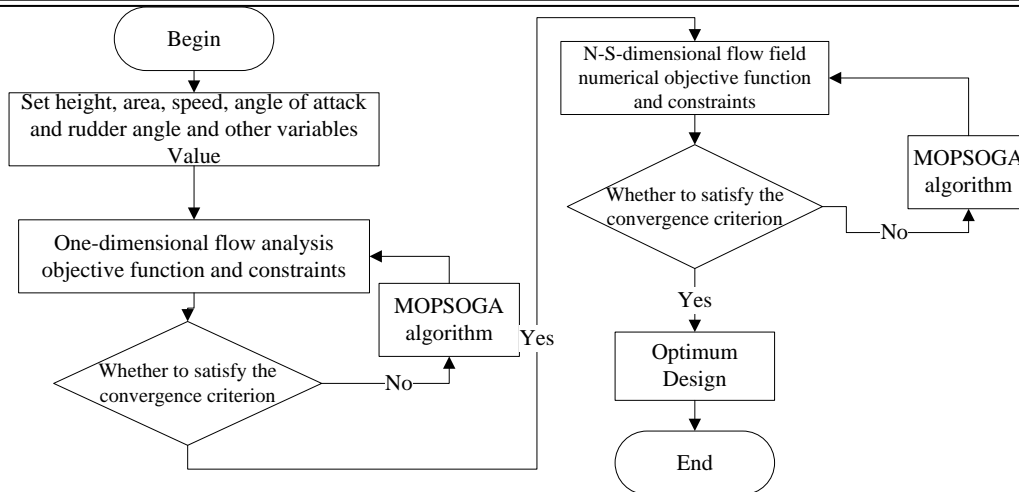 Begin
Set height, area, speed, angle of attack
and rudder angle and other variables
Value
One-dimensional flow analysis
objective function and constraints
MOPSOGA
algorithm
Whether to satisfy the
convergence criterion
No
Yes
N-S-dimensional flow field
numerical objective function
and constraints
MOPSOGA
algorithm
Whether to satisfy the
convergence criterion
No
Yes
Optimum
Design
End